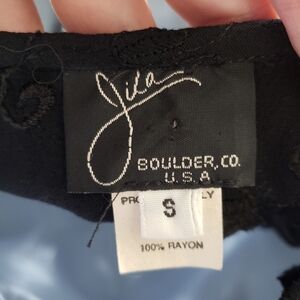 Jila
BOULDER, CO.
U.S.A
S
100% RAYON